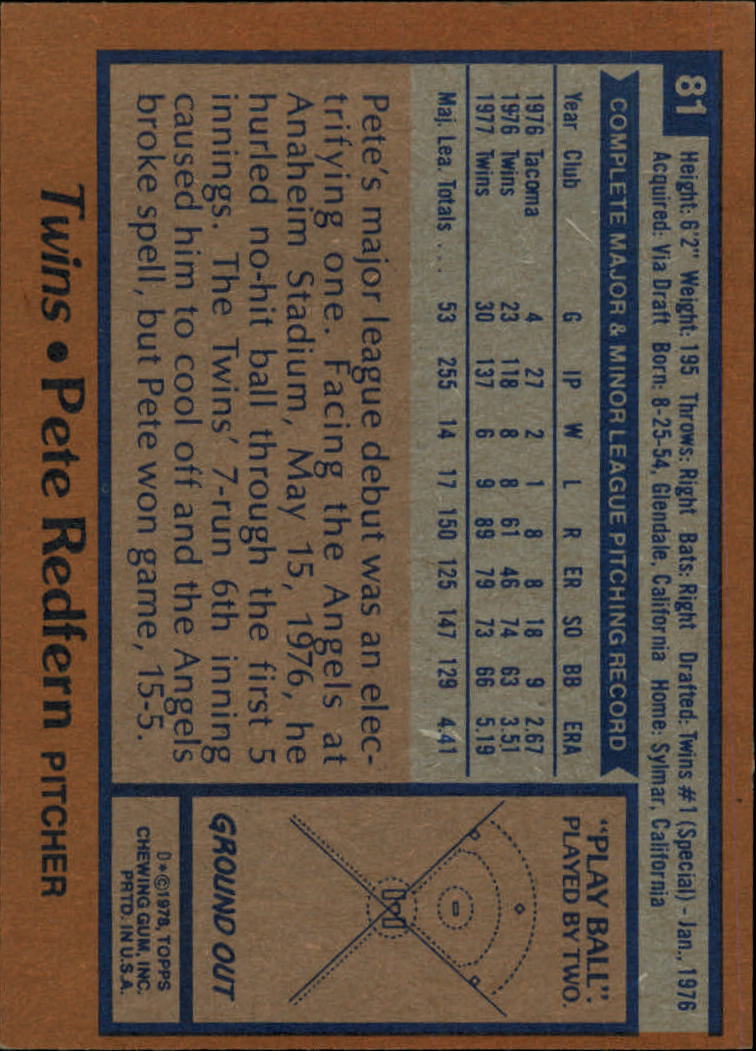 81
Height: 6'2" Weight: 195 Throws: Right Bats: Right Drafted: Twins #1 (Special) - Jan., 1976
Acquired: Via Draft Born: 8-25-54, Glendale, California Home: Sylmar, California
COMPLETE MAJOR & MINOR LEAGUE PITCHING RECORD
Year Club G IP W L R ER SO BB ERA
1976 Tacoma 4 27 2 1 8 8 18 9 2.67
1976 Twins 23 118 8 8 61 46 74 63 3.51
1977 Twins 30 137 6 9 89 79 73 66 5.19
Maj. Lea. Totals ... 53 255 14 17 150 125 147 129 4.41
Pete's major league debut was an elec-
trifying one. Facing the Angels at
Anaheim Stadium, May 15, 1976, he
hurled no-hit ball through the first 5
innings. The Twins' 7-run 6th inning
caused him to cool off and the Angels
broke spell, but Pete won game, 15-5.
"PLAY BALL":
PLAYED BY TWO.
GROUND OUT
D*©1978, TOPPS
CHEWING GUM, INC.
PRTD. IN U.S.A.
Twins • Pete Redfern PITCHER